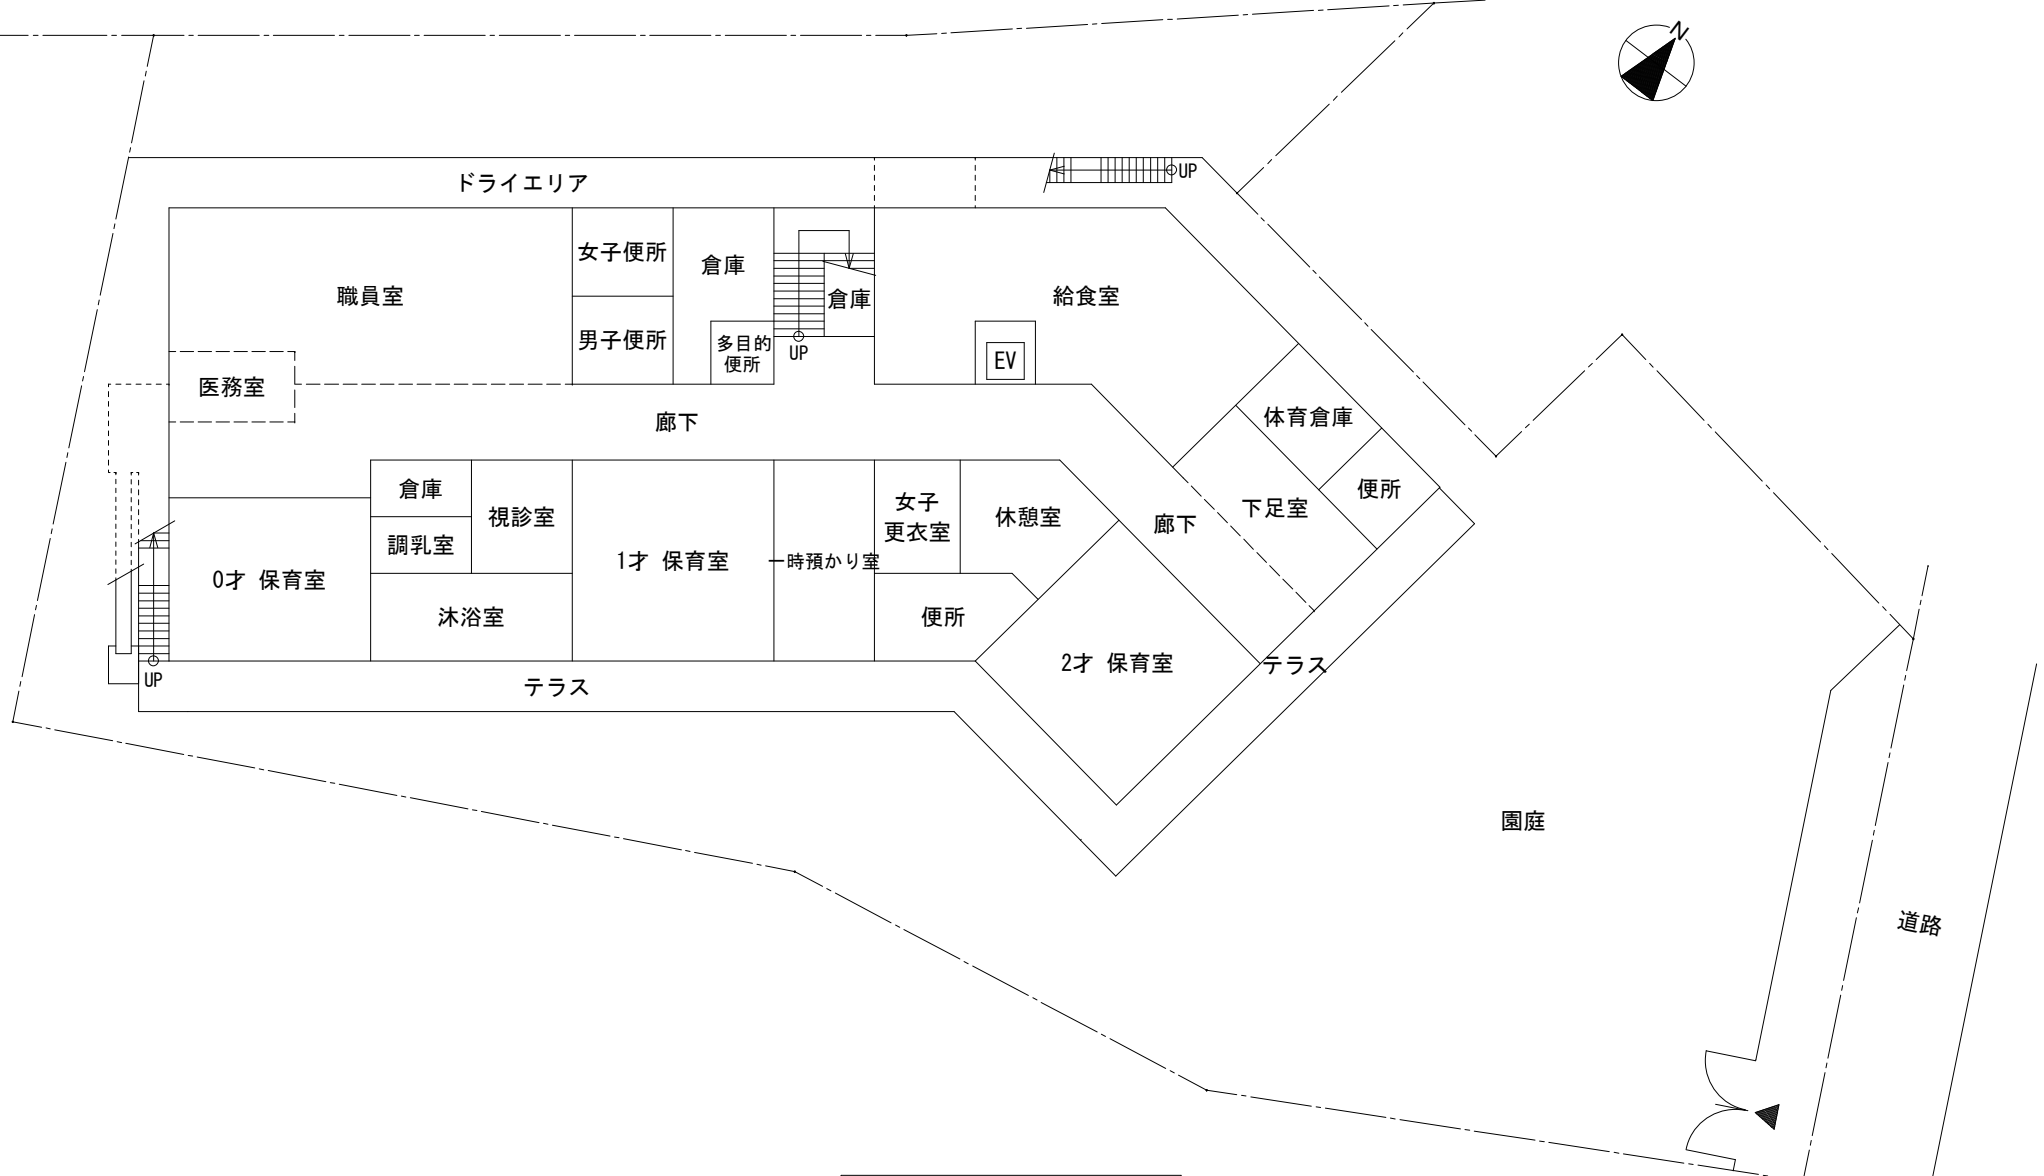 N
UP
ドライエリア
女子便所
倉庫
職員室
倉庫
給食室
男子便所
多目的
便所
UP
EV
医務室
体育倉庫
廊下
倉庫
便所
女子
更衣室
視診室
休憩室
下足室
廊下
調乳室
1才 保育室
一時預かり室
0才 保育室
沐浴室
便所
2才 保育室
テラス
UP
テラス
園庭
道路